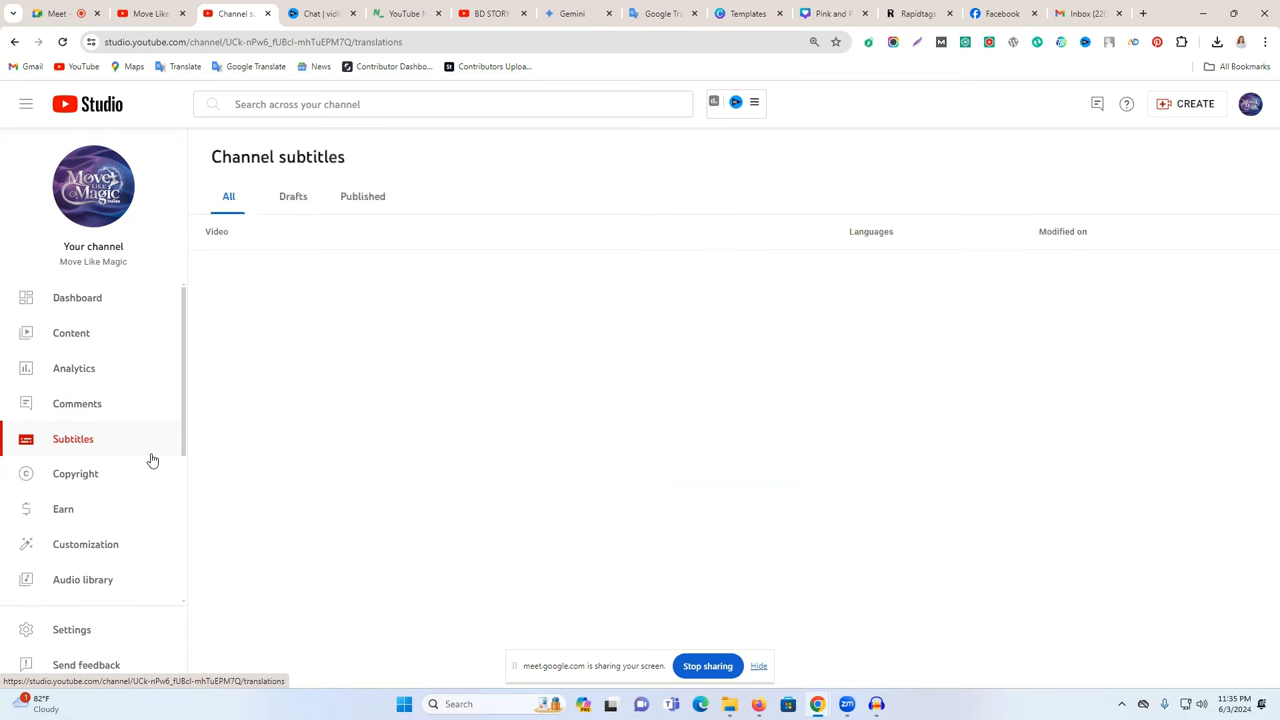 Meet
Move Like
Channel s
Chat | vidI
YouTube
BD STORY
Gemini
Google Tra
Templates
Pink and P
Rapidtags
Facebook
Inbox (220
studio.youtube.com/channel/UCk-nPw6_fUBcl-mhTuEPM7Q/translations
Gmail
YouTube
Maps
Translate
Google Translate
News
Contributor Dashbo...
Contributors Uploa...
All Bookmarks
Studio
Search across your channel
CREATE
Move
LIKE
Magic
Your channel
Move Like Magic
Channel subtitles
All
Drafts
Published
Video
Languages
Modified on
Dashboard
Content
Analytics
Comments
Subtitles
Copyright
Earn
Customization
Audio library
Settings
Send feedback
https://studio.youtube.com/channel/UCk-nPw6_fUBcl-mhTuEPM7Q/translations
meet.google.com is sharing your screen.
Stop sharing
Hide
1
82°F
Cloudy
Search
11:35 PM
6/3/2024